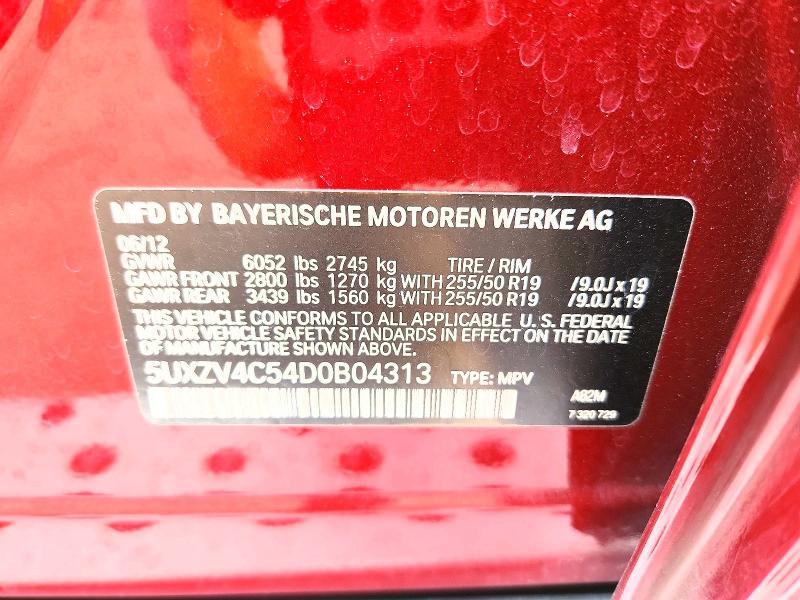 MFD BY BAYERISCHE MOTOREN WERKE AG
06/12
GVWR 6052 lbs 2745 kg TIRE / RIM
GAWR FRONT 2800 lbs 1270 kg WITH 255/50 R19 /9.0J x 19
GAWR REAR 3439 lbs 1560 kg WITH 255/50 R19 /9.0J x 19
THIS VEHICLE CONFORMS TO ALL APPLICABLE U.S. FEDERAL
MOTOR VEHICLE SAFETY STANDARDS IN EFFECT ON THE DATE
OF MANUFACTURE SHOWN ABOVE.
5UXZV4C54D0B04313 TYPE: MPV
A82M
7 320 729